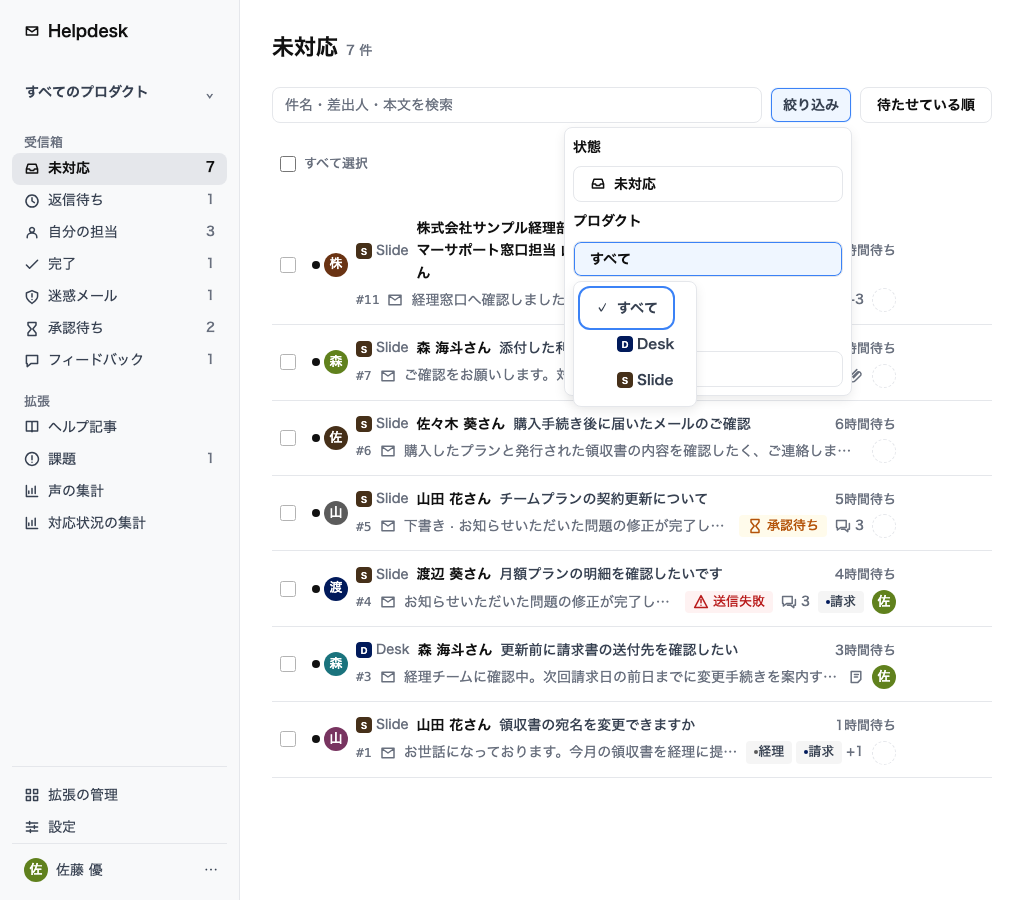 Helpdesk
すべてのプロダクト
受信箱
未対応 7
返信待ち 1
自分の担当 3
完了 1
迷惑メール 1
承認待ち 2
フィードバック 1
拡張
ヘルプ記事
課題 1
声の集計
対応状況の集計
拡張の管理
設定
佐 佐藤 優 …
未対応 7 件
件名・差出人・本文を検索 絞り込み 待たせている順
すべて選択
状態
未対応
プロダクト
すべて
✓ すべて
D Desk
S Slide
株 S Slide 株式会社サンプル経理部
マーサポート窓口担当
ん
時間待ち
#11 経理窓口へ確認しました
森 S Slide 森 海斗さん 添付した 時間待ち
#7 ご確認をお願いします。
佐 S Slide 佐々木 葵さん 購入手続き後に届いたメールのご確認 6時間待ち
#6 購入したプランと発行された領収書の内容を確認したく、ご連絡しま…
山 S Slide 山田 花さん チームプランの契約更新について 5時間待ち
#5 下書き · お知らせいただいた問題の修正が完了し… 承認待ち 3
渡 S Slide 渡辺 葵さん 月額プランの明細を確認したいです 4時間待ち
#4 お知らせいただいた問題の修正が完了し… 送信失敗 3 •請求 佐
森 D Desk 森 海斗さん 更新前に請求書の送付先を確認したい 3時間待ち
#3 経理チームに確認中。次回請求日の前日までに変更手続きを案内す… 佐
山 S Slide 山田 花さん 領収書の宛名を変更できますか 1時間待ち
#1 お世話になっております。今月の領収書を経理に提… •経理 •請求 +1